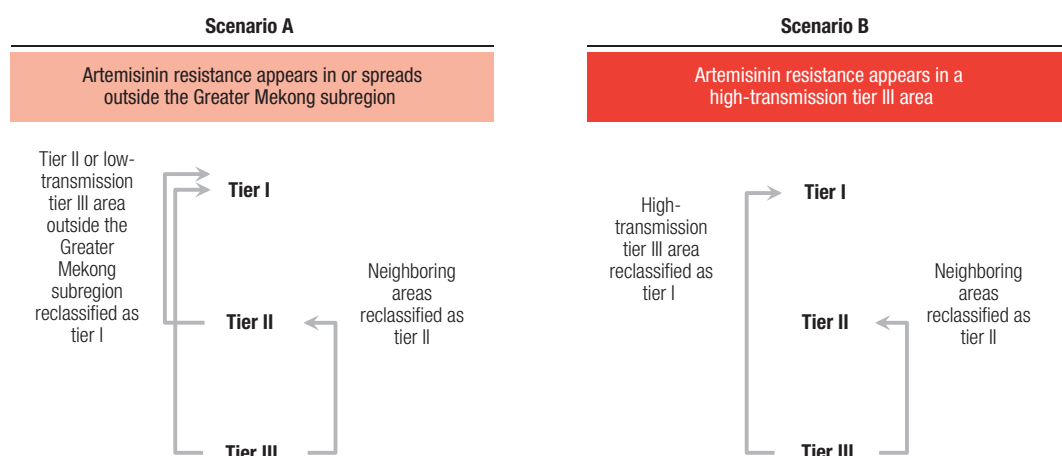 Scenario A
Artemisinin resistance appears in or spreads
outside the Greater Mekong subregion
Tier II or low-
transmission
tier III area
outside the
Greater
Mekong
subregion
reclassified as
tier I
Tier I
Tier II
Tier III
Neighboring
areas
reclassified as
tier II
Scenario B
Artemisinin resistance appears in a
high-transmission tier III area
High-
transmission
tier III area
reclassified as
tier I
Tier I
Tier II
Tier III
Neighboring
areas
reclassified as
tier II